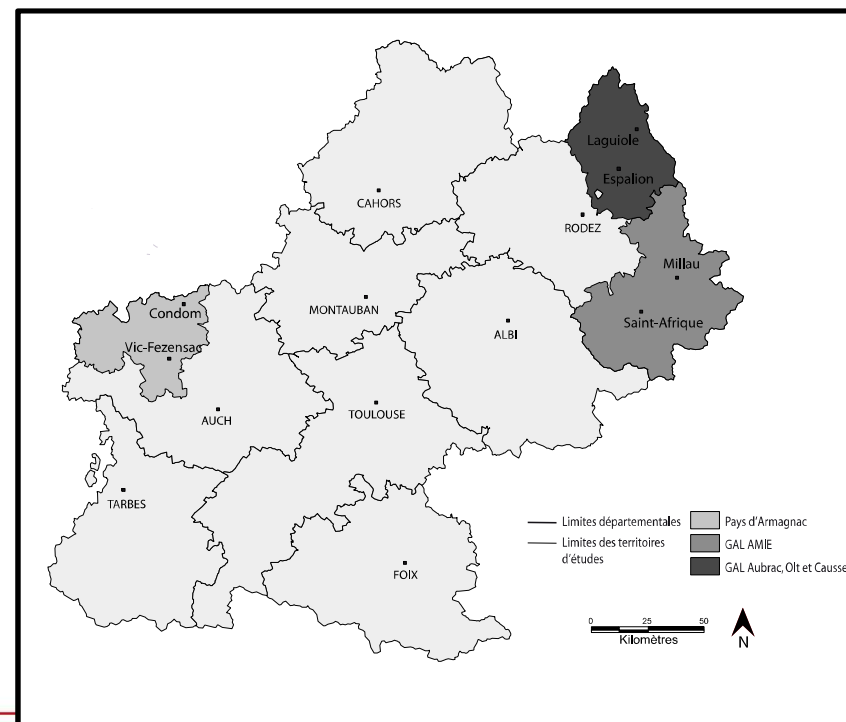 Laguiole
Espalion
CAHORS
RODEZ
Millau
Condom
MONTAUBAN
Saint-Afrique
ALBI
Vic-Fezensac
AUCH
TOULOUSE
TARBES
FOIX
Limites départementales
Limites des territoires
d'études
Pays d'Armagnac
GAL AMIE
GAL Aubrac, Olt et Causse
0 25 50
Kilomètres
N